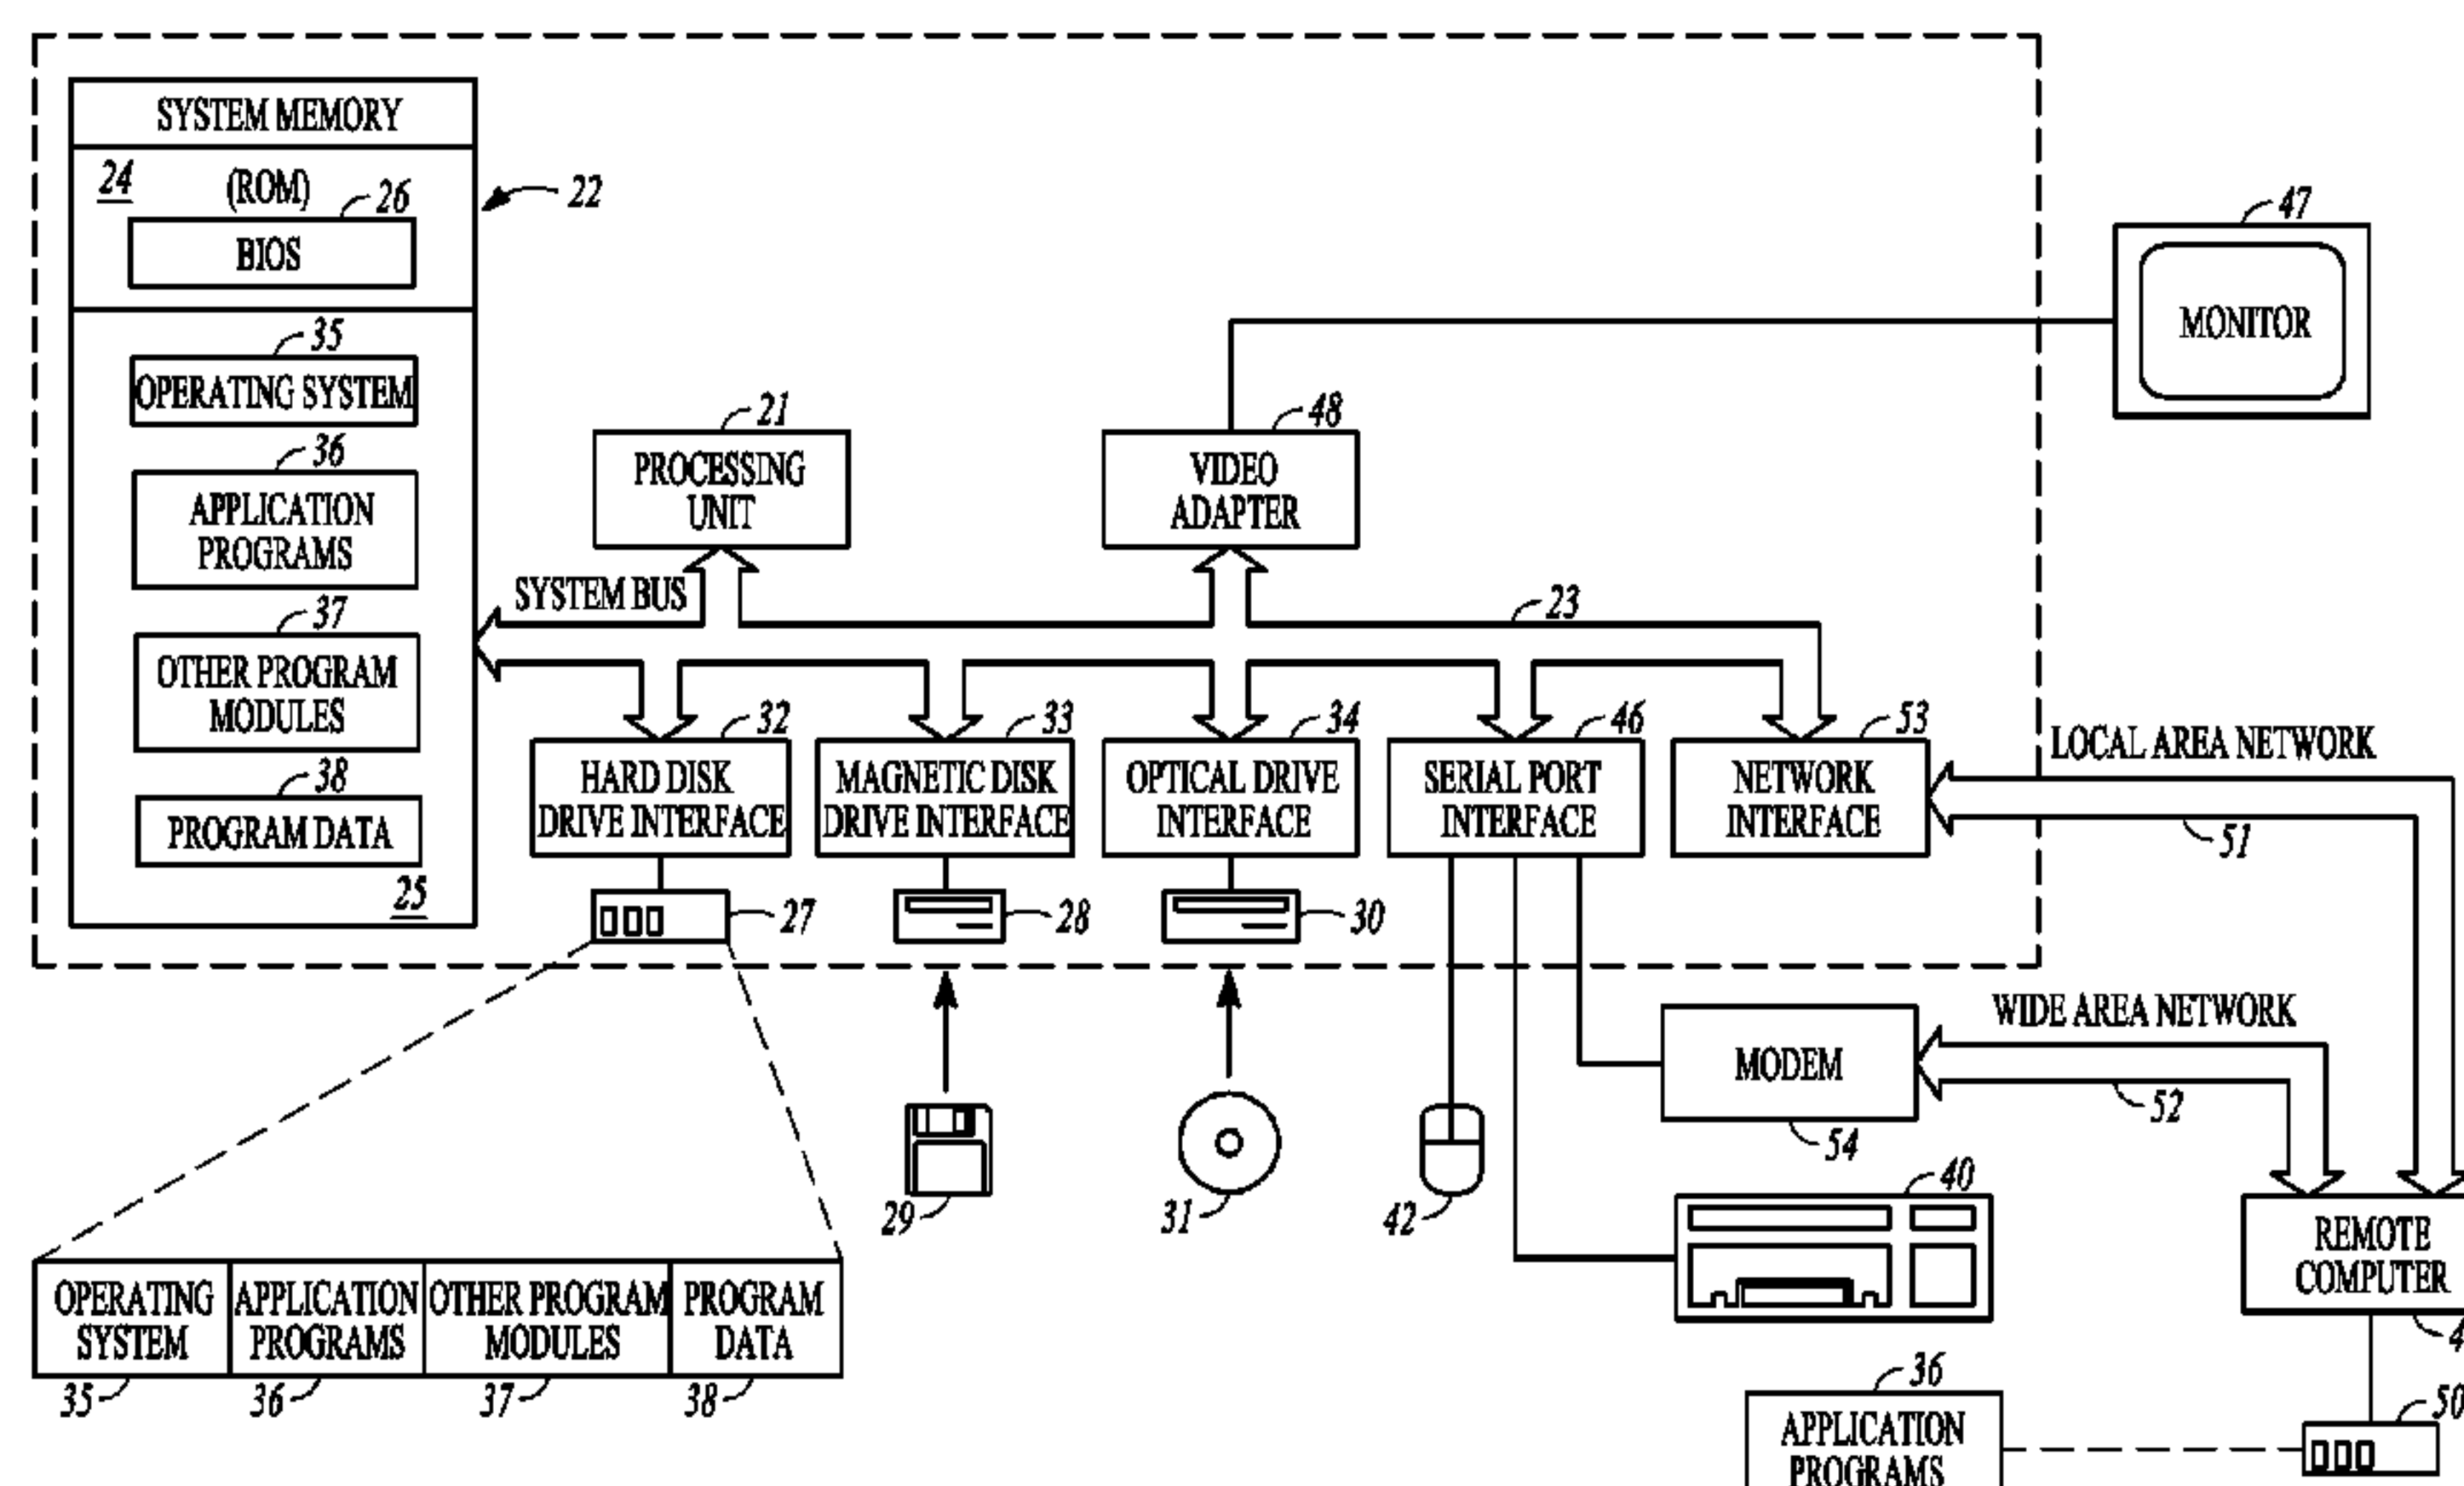 SYSTEM MEMORY
24
(ROM)
26
BIOS
22
35
OPERATING SYSTEM
36
APPLICATION
PROGRAMS
37
OTHER PROGRAM
MODULES
38
PROGRAM DATA
25
21
PROCESSING
UNIT
48
VIDEO
ADAPTER
47
MONITOR
SYSTEM BUS
23
32
HARD DISK
DRIVE INTERFACE
33
MAGNETIC DISK
DRIVE INTERFACE
34
OPTICAL DRIVE
INTERFACE
46
SERIAL PORT
INTERFACE
53
NETWORK
INTERFACE
LOCAL AREA NETWORK
51
27
28
30
WIDE AREA NETWORK
52
MODEM
54
29
31
42
40
REMOTE
COMPUTER
OPERATING
SYSTEM
APPLICATION
PROGRAMS
OTHER PROGRAM
MODULES
PROGRAM
DATA
35
36
37
38
36
APPLICATION
PROGRAMS
50